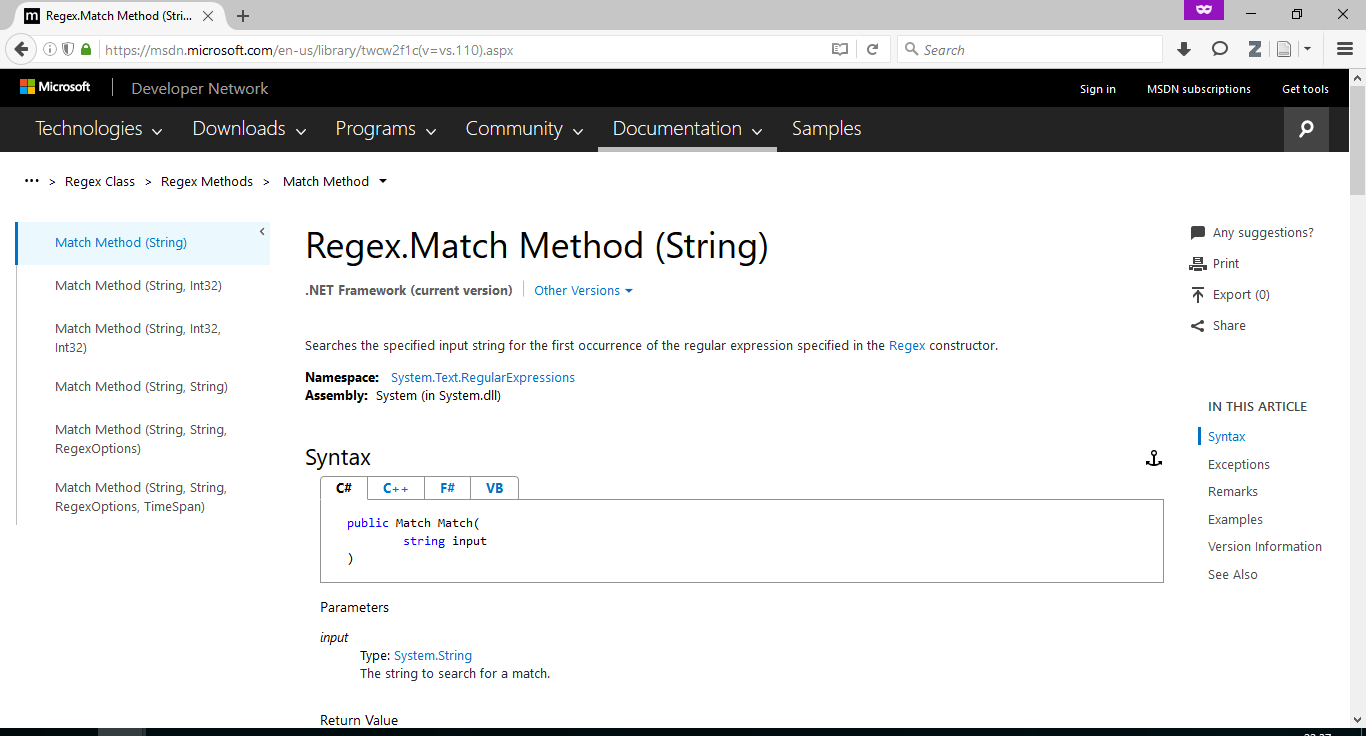 Regex.Match Method (Stri...
https://msdn.microsoft.com/en-us/library/twcw2f1c(v=vs.110).aspx
Search
Microsoft
Developer Network
Sign in
MSDN subscriptions
Get tools
Technologies
Downloads
Programs
Community
Documentation
Samples
··· > Regex Class > Regex Methods > Match Method
Match Method (String)
Match Method (String, Int32)
Match Method (String, Int32,
Int32)
Match Method (String, String)
Match Method (String, String,
RegexOptions)
Match Method (String, String,
RegexOptions, TimeSpan)
Regex.Match Method (String)
.NET Framework (current version)
Other Versions
Searches the specified input string for the first occurrence of the regular expression specified in the Regex constructor.
Namespace: System.Text.RegularExpressions
Assembly: System (in System.dll)
Syntax
C#
C++
F#
VB
public Match Match(
string input
)
Parameters
input
Type: System.String
The string to search for a match.
Return Value
Any suggestions?
Print
Export (0)
Share
IN THIS ARTICLE
Syntax
Exceptions
Remarks
Examples
Version Information
See Also